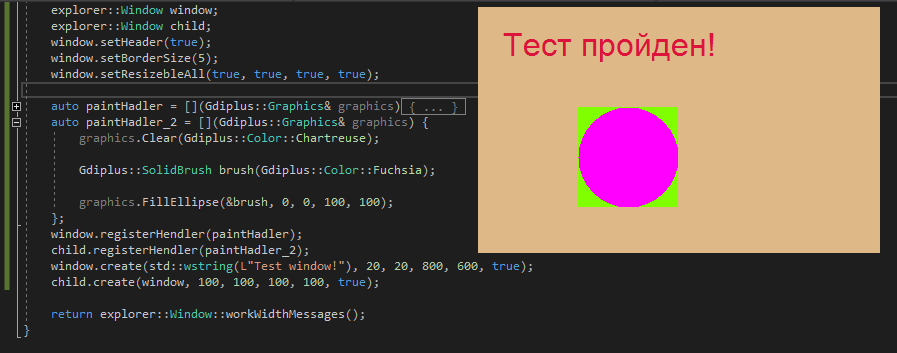 explorer::Window window;
explorer::Window child;
window.setHeader(true);
window.setBorderSize(5);
window.setResizebleAll(true, true, true, true);
auto paintHadler = [](Gdiplus::Graphics& graphics){ ... }
auto paintHadler_2 = [](Gdiplus::Graphics& graphics) {
graphics.Clear(Gdiplus::Color::Chartreuse);
Gdiplus::SolidBrush brush(Gdiplus::Color::Fuchsia);
graphics.FillEllipse(&brush, 0, 0, 100, 100);
};
window.registerHendler(paintHadler);
child.registerHendler(paintHadler_2);
window.create(std::wstring(L"Test window!"), 20, 20, 800, 600, true);
child.create(window, 100, 100, 100, 100, true);
return explorer::Window::workWidthMessages();
}
Тест пройден!